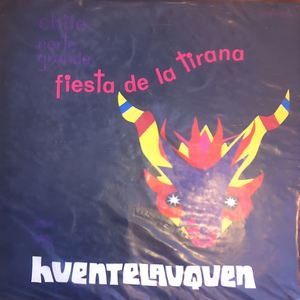 chile
norte
grande
fiesta de la tirana
huentelauquen